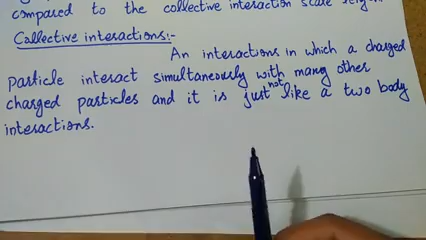 compared to the collective interaction scale
Collective interactions:-
An interactions in which a charged
particle interact simultaneously with many other
charged particles and it is just not like a two body
interactions.